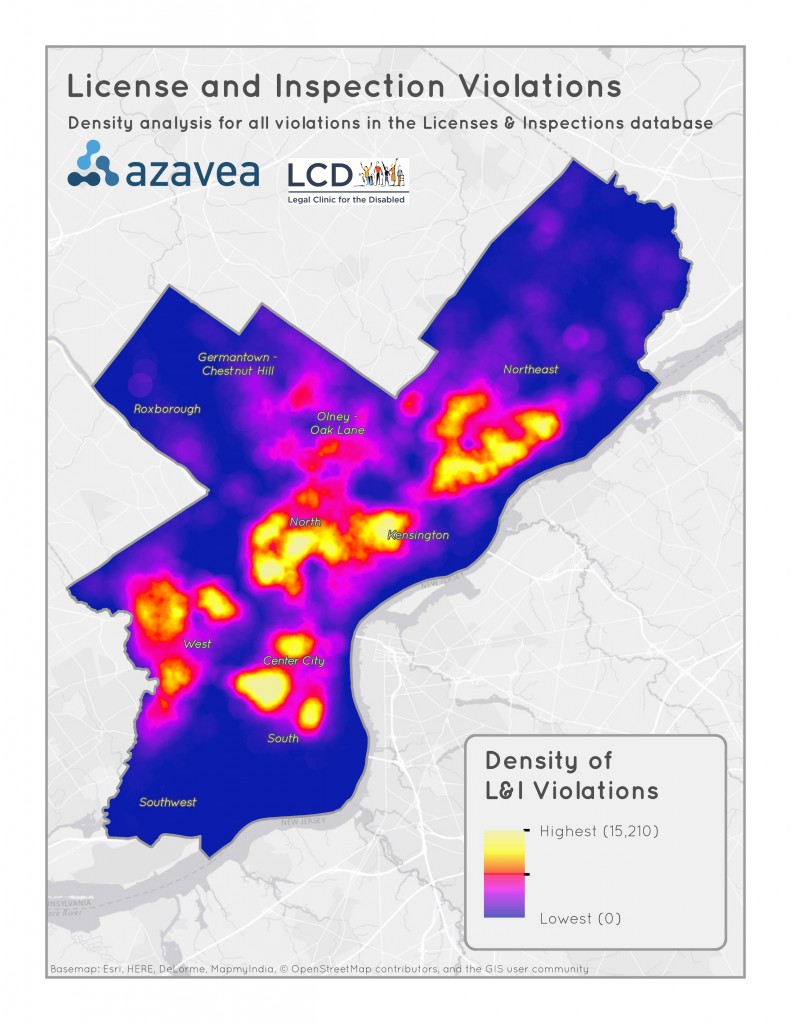 License and Inspection Violations
Density analysis for all violations in the Licenses & Inspections database
azavea
LCD
Legal Clinic for the Disabled
Germantown -
Chestnut Hill
Northeast
Roxborough
Olney -
Oak Lane
North
Kensington
NEW JERSEY
West
Center City
South
Southwest
NEW JERSEY
Density of
L&I Violations
Highest (15,210)
Lowest (0)
Basemap: Esri, HERE, DeLorme, MapmyIndia, © OpenStreetMap contributors, and the GIS user community